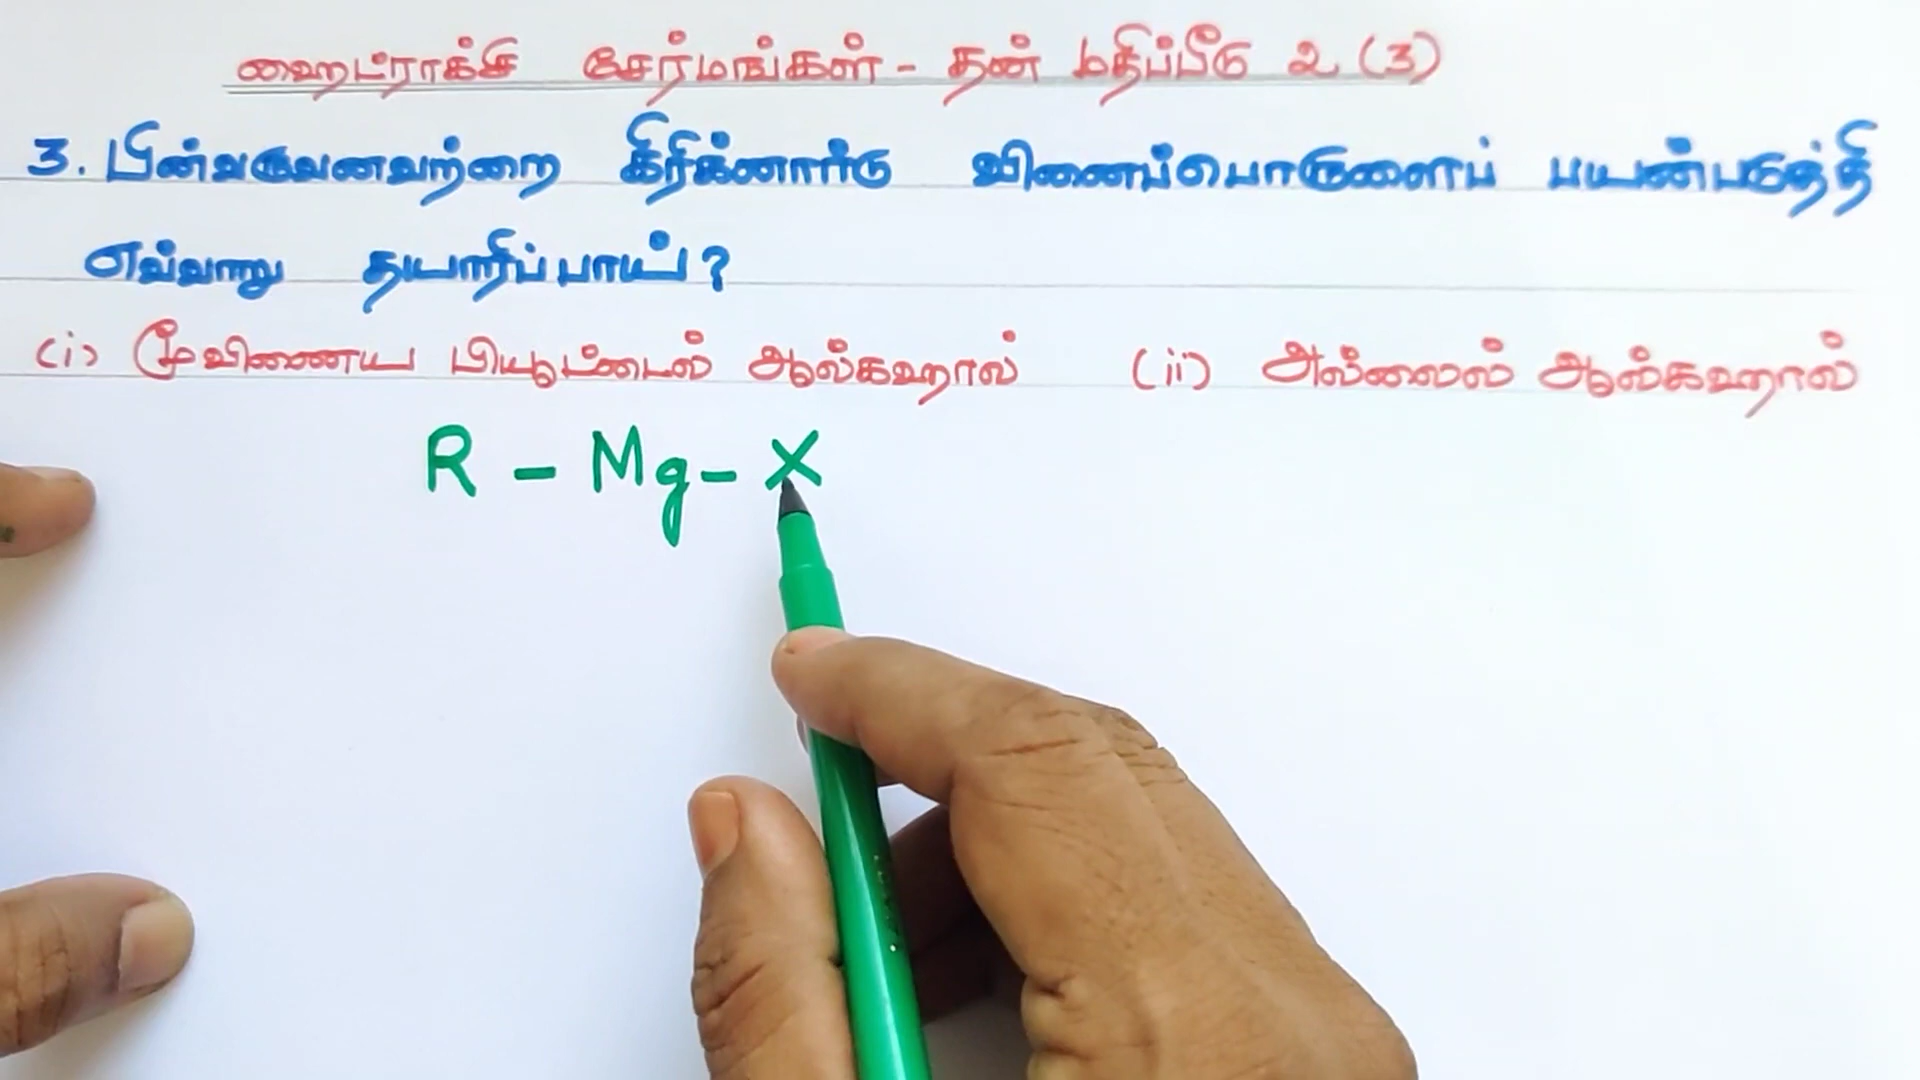 ஹைட்ராக்சி சேர்மங்கள் - தன் மதிப்பீடு 2 (3)
3. பின்வருவனவற்றை கிரிக்னார்டு வினைப்பொருளைப் பயன்படுத்தி
எவ்வாறு தயாரிப்பாய்?
(i) மூவிணைய பியூட்டைல் ஆல்கஹால் (ii) அல்லைல் ஆல்கஹால்
R - Mg - X